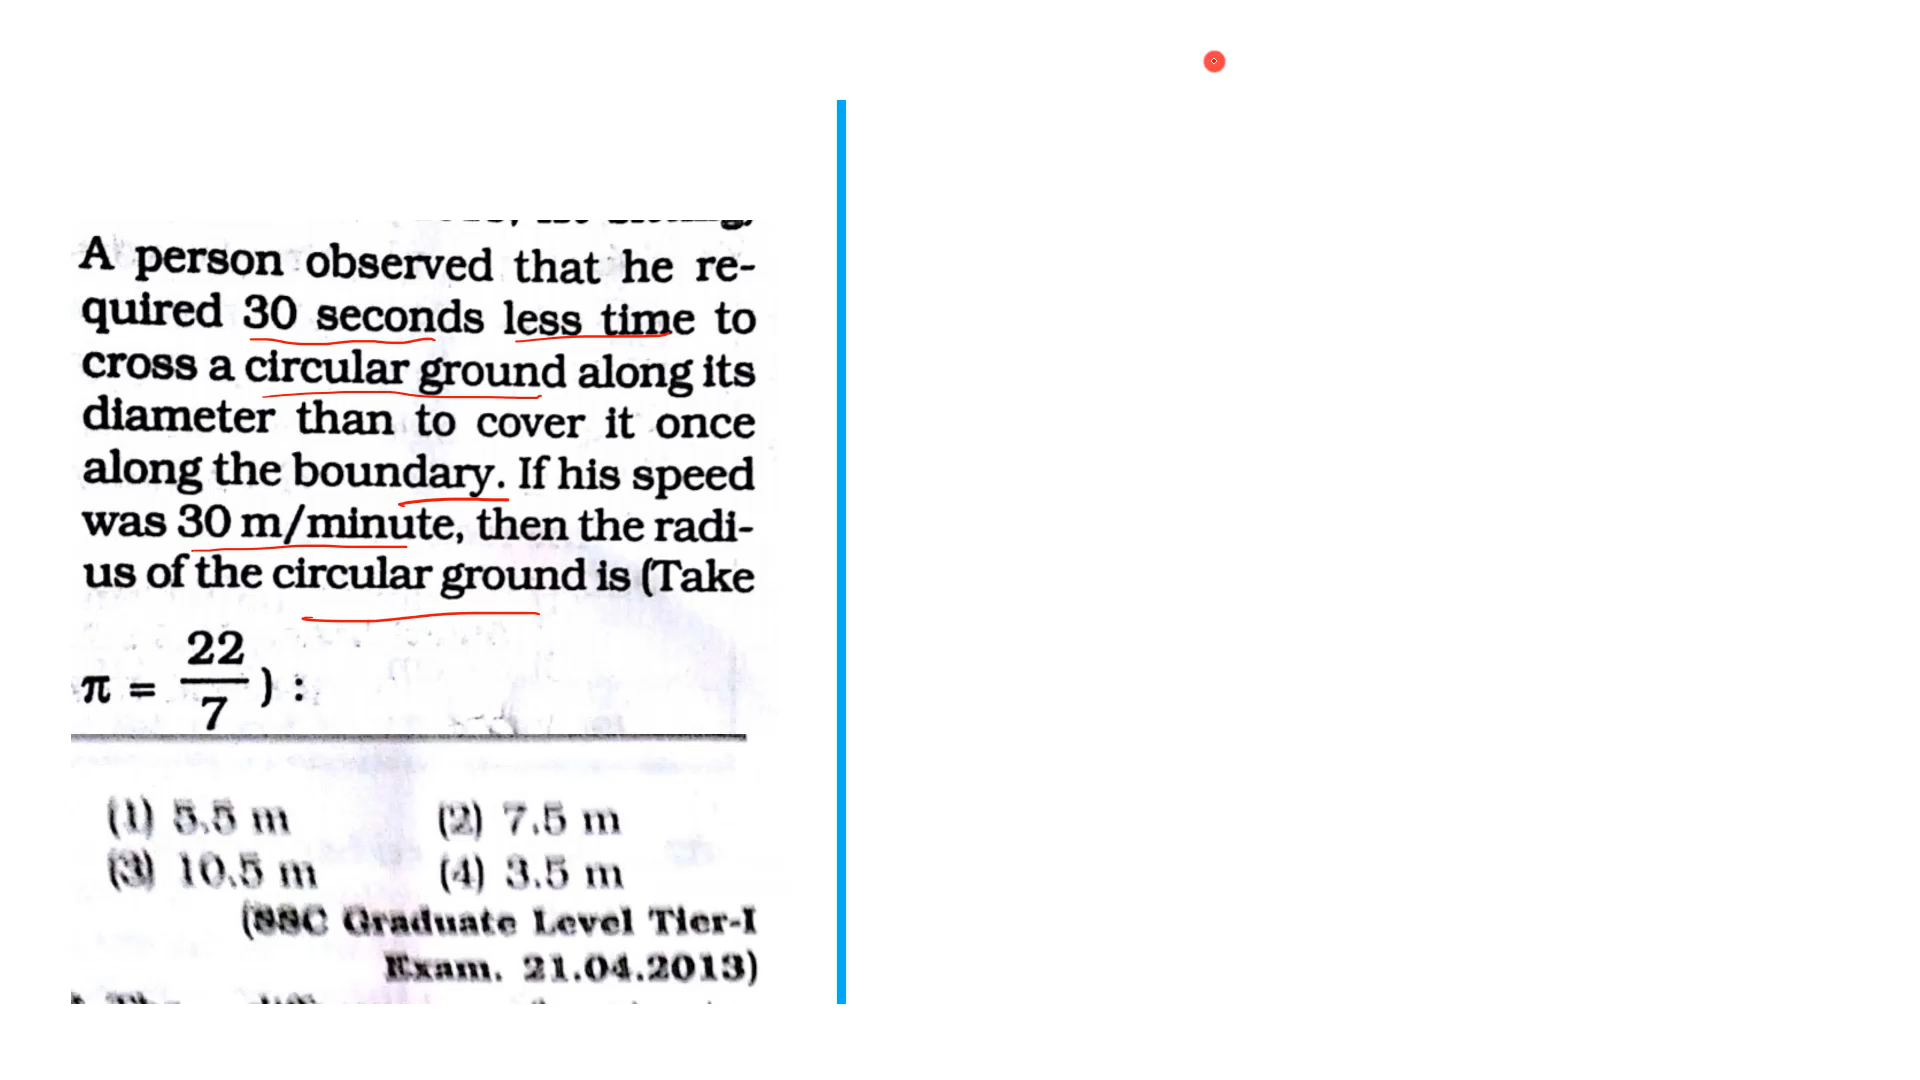 A person observed that he re-
quired 30 seconds less time to
cross a circular ground along its
diameter than to cover it once
along the boundary. If his speed
was 30 m/minute, then the radi-
us of the circular ground is (Take
π = 22/7 ) :
(1) 5.5 m (2) 7.5 m
(3) 10.5 m (4) 3.5 m
(SSC Graduate Level Tier-I
Exam. 21.04.2013)